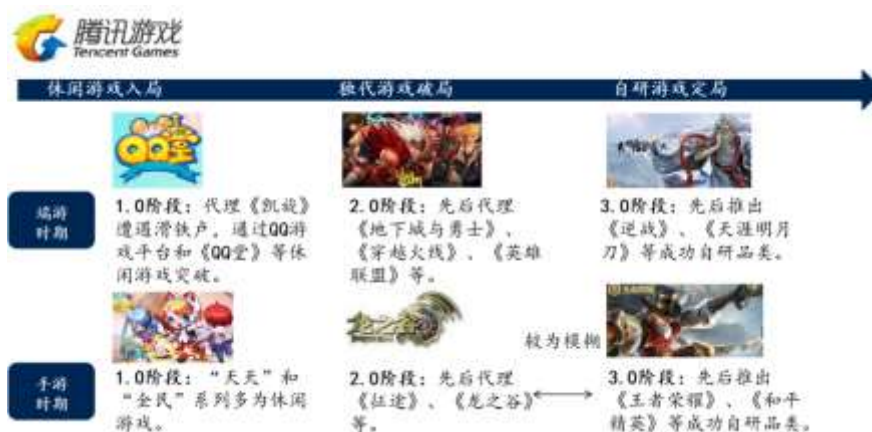 腾讯游戏
Tencent Games
休闲游戏入局
独代游戏破局
自研游戏定局
QQ堂
端游
时期
1.0阶段：代理《凯旋》
遭遇滑铁卢，通过QQ游
戏平台和《QQ堂》等休
闲游戏突破。
2.0阶段：先后代理
《地下城与勇士》、
《穿越火线》、《英雄
联盟》等。
3.0阶段：先后推出
《逆战》、《天涯明月
刀》等成功自研品类。
龙之谷
较为模糊
手游
时期
1.0阶段：“天天”和
“全民”系列多为休闲
游戏。
2.0阶段：先后代理
《征途》、《龙之谷》
等。
3.0阶段：先后推出
《王者荣耀》、《和平
精英》等成功自研品类。